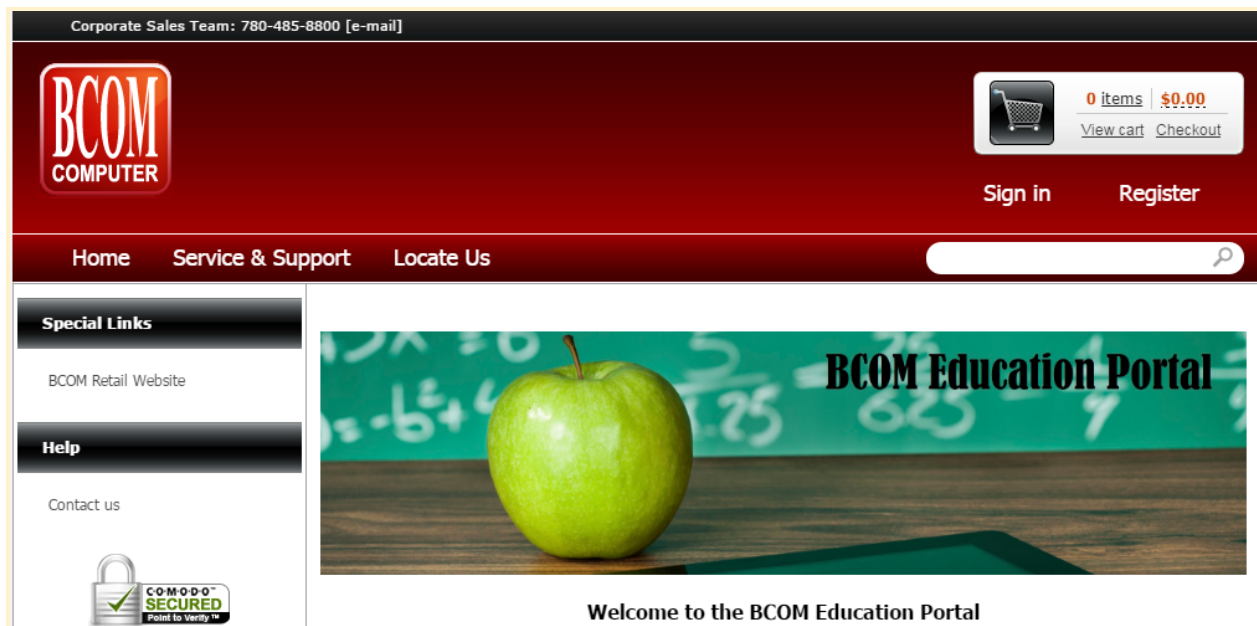 Corporate Sales Team: 780-485-8800 [e-mail]
BCOM
COMPUTER
0 items $0.00
View cart Checkout
Sign in Register
Home Service & Support Locate Us
Special Links
BCOM Retail Website
Help
Contact us
C·O·M·O·D·O™
SECURED
Point to Verify™
BCOM Education Portal
Welcome to the BCOM Education Portal